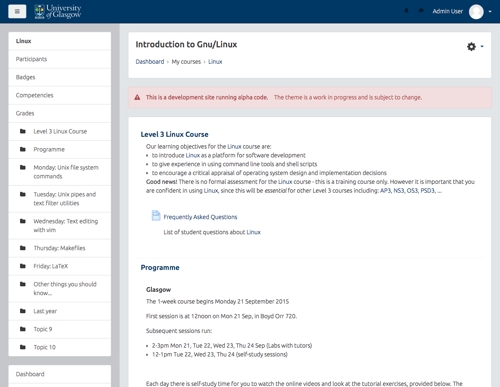 University of Glasgow
Admin User
Linux
Participants
Badges
Competencies
Grades
Level 3 Linux Course
Programme
Monday: Unix file system
commands
Tuesday: Unix pipes and
text filter utilities
Wednesday: Text editing
with vim
Thursday: Makefiles
Friday: LaTeX
Other things you should
know...
Last year
Topic 9
Topic 10
Dashboard
Introduction to Gnu/Linux
Dashboard › My courses › Linux
This is a development site running alpha code. The theme is a work in progress and is subject to change.
Level 3 Linux Course
Our learning objectives for the Linux course are:
• to introduce Linux as a platform for software development
• to give experience in using command line tools and shell scripts
• to encourage a critical appraisal of operating system design and implementation decisions
Good news! There is no formal assessment for the Linux course - this is a training course only. However it is important that you
are confident in using Linux, since this will be essential for other Level 3 courses including: AP3, NS3, OS3, PSD3, ...
Frequently Asked Questions
List of student questions about Linux
Programme
Glasgow
The 1-week course begins Monday 21 September 2015
First session is at 12noon on Mon 21 Sep, in Boyd Orr 720.
Subsequent sessions run:
• 2-3pm Mon 21, Tue 22, Wed 23, Thu 24 Sep (Labs with tutors)
• 12-1pm Tue 22, Wed 23, Thu 24 (self-study sessions)
Each day there is self-study time for you to watch the online videos and look at the tutorial exercises, provided below. The